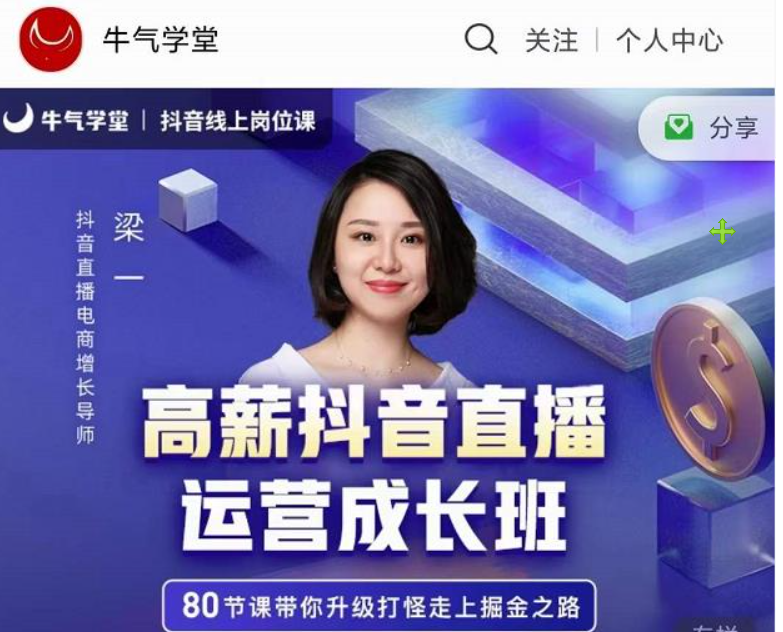 牛气学堂
关注
个人中心
牛气学堂 | 抖音线上岗位课
分享
梁一
抖音直播电商增长导师
高薪抖音直播
运营成长班
80节课带你升级打怪走上掘金之路